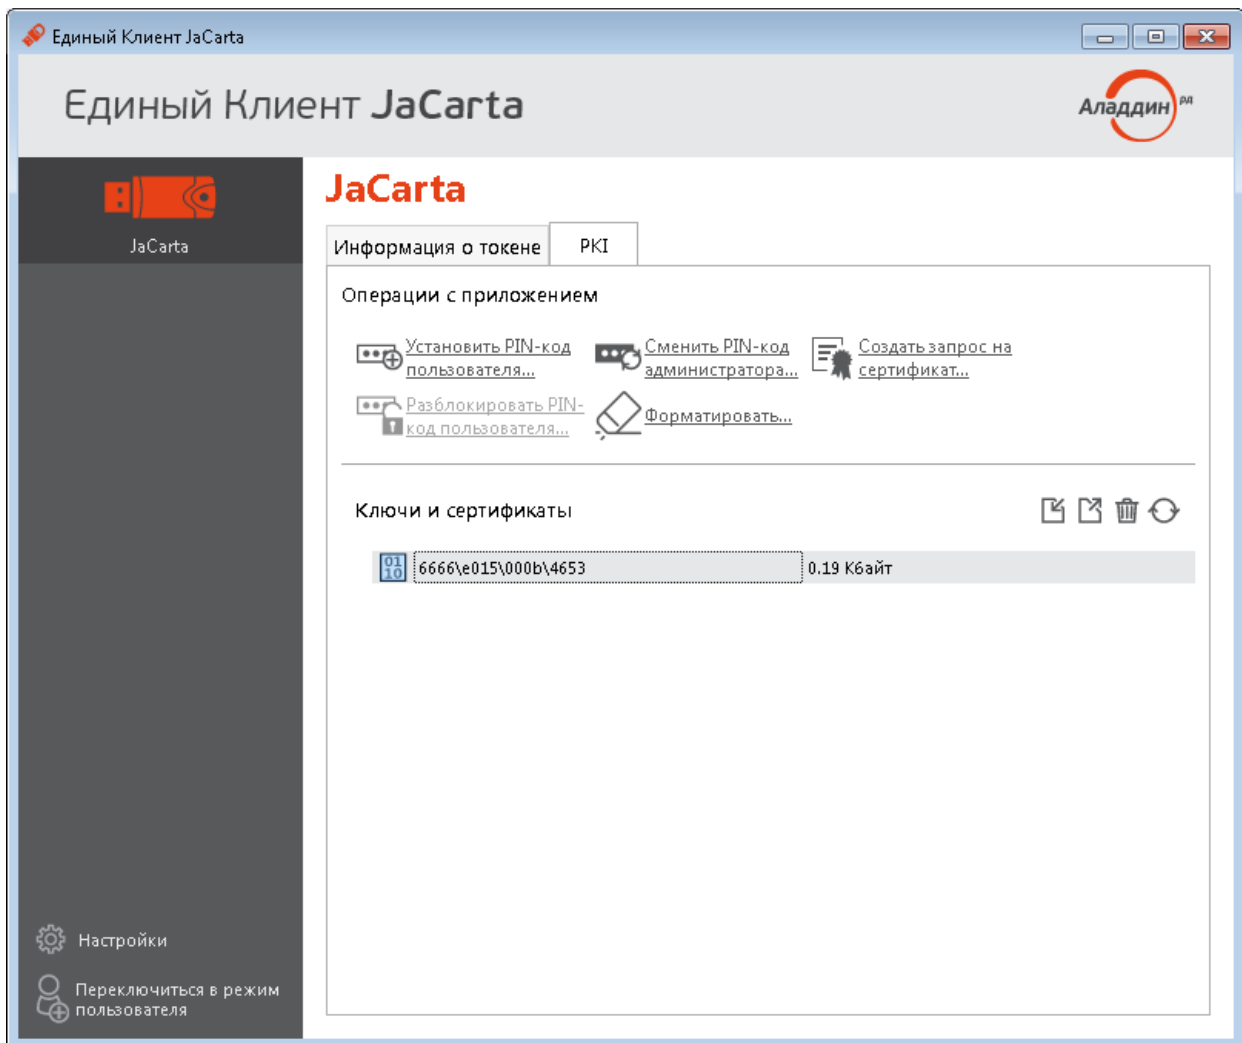 Единый Клиент JaCarta
Единый Клиент JaCarta
Аладдин РД
JaCarta
JaCarta
Информация о токене
PKI
Операции с приложением
Установить PIN-код
пользователя...
Сменить PIN-код
администратора...
Создать запрос на
сертификат...
Разблокировать PIN-
код пользователя...
Форматировать...
Ключи и сертификаты
01
10
6666\e015\000b\4653
0.19 Кбайт
Настройки
Переключиться в режим
пользователя